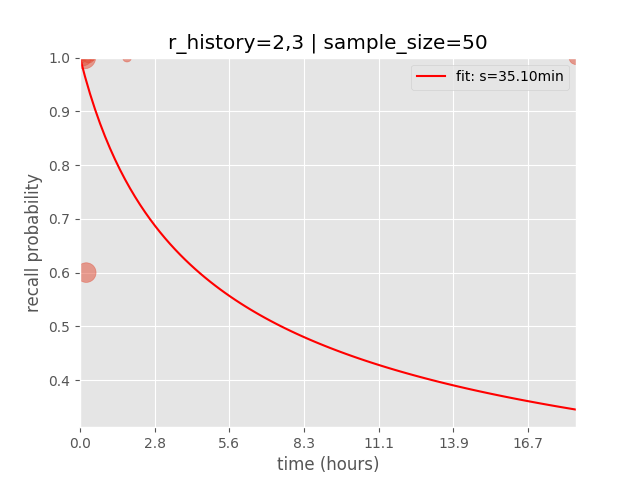 r_history=2,3 | sample_size=50
fit: s=35.10min
1.0
0.9
0.8
0.7
0.6
0.5
0.4
recall probability
0.0 2.8 5.6 8.3 11.1 13.9 16.7
time (hours)